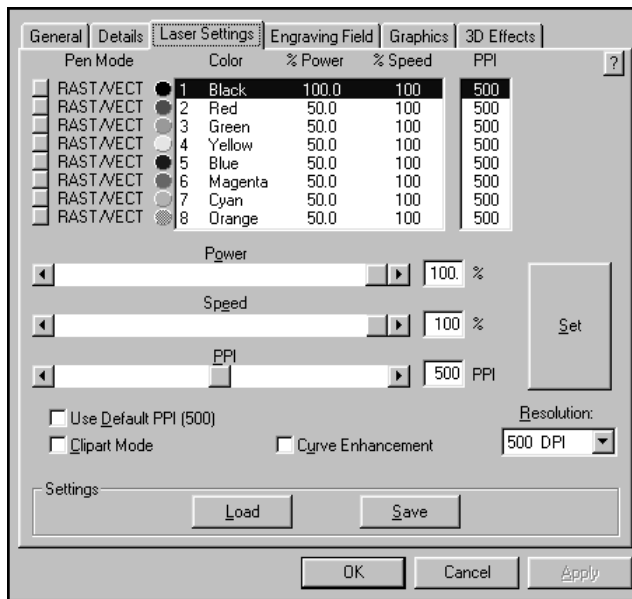 General Details Laser Settings Engraving Field Graphics 3D Effects
Pen Mode Color % Power % Speed PPI ?
RAST/VECT 1 Black 100.0 100 500
RAST/VECT 2 Red 50.0 100 500
RAST/VECT 3 Green 50.0 100 500
RAST/VECT 4 Yellow 50.0 100 500
RAST/VECT 5 Blue 50.0 100 500
RAST/VECT 6 Magenta 50.0 100 500
RAST/VECT 7 Cyan 50.0 100 500
RAST/VECT 8 Orange 50.0 100 500
Power
100. %
Speed
100 %
Set
PPI
500 PPI
Use Default PPI (500)
Resolution:
Clipart Mode Curve Enhancement 500 DPI
Settings
Load Save
OK Cancel Apply